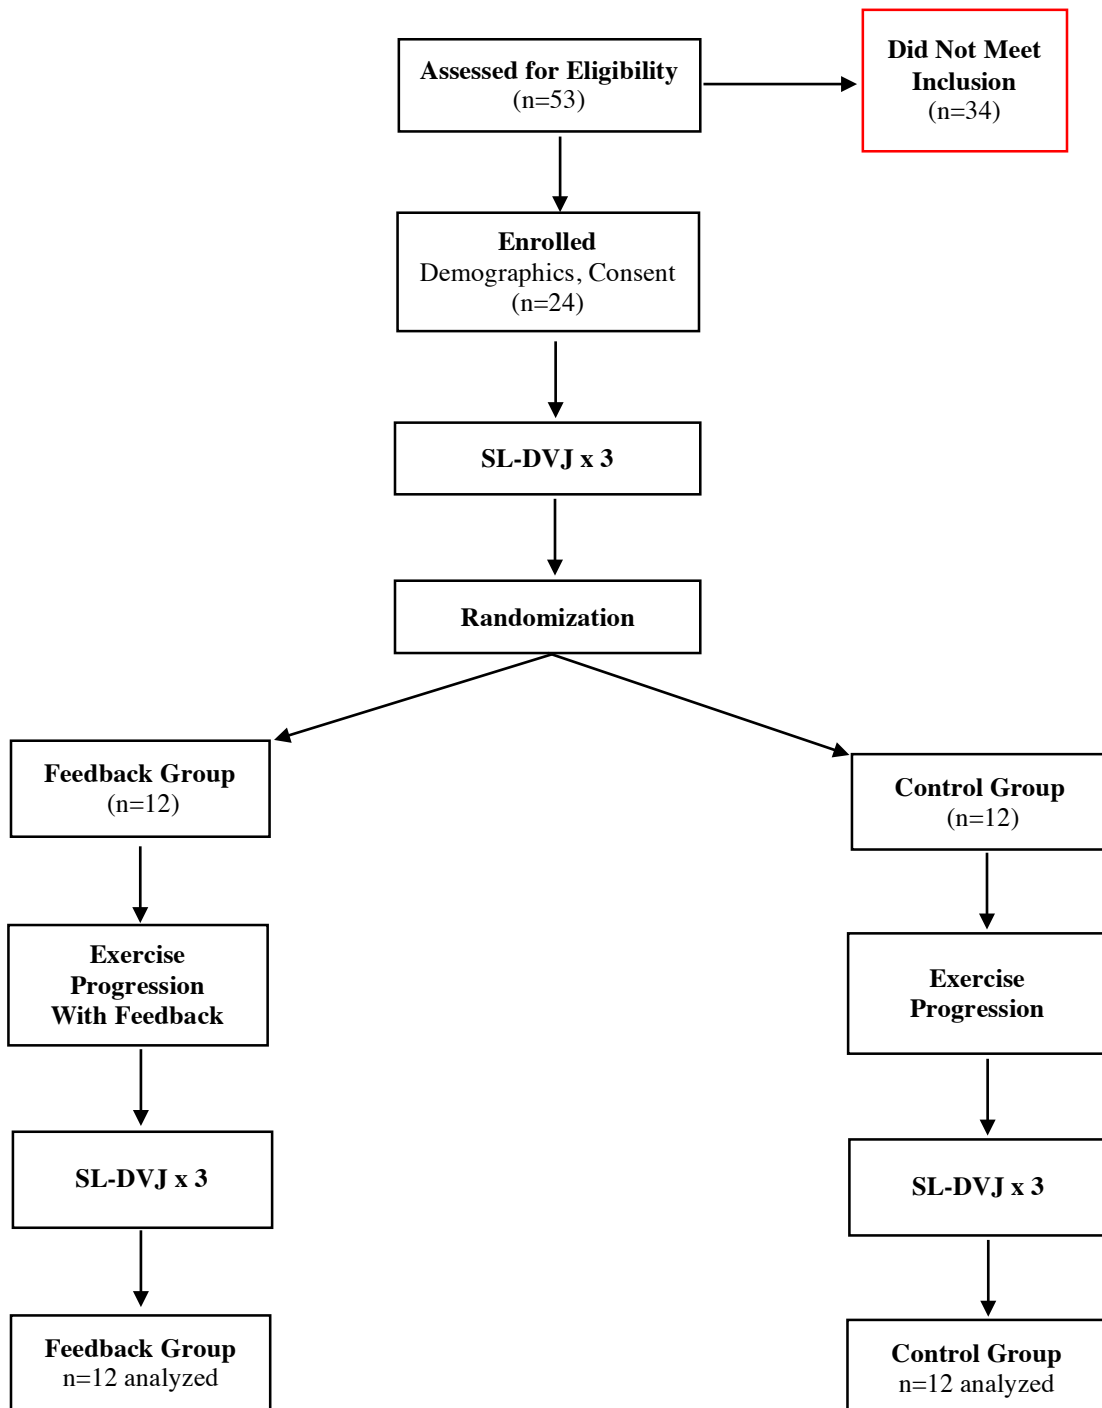 Assessed for Eligibility
(n=53)
Did Not Meet
Inclusion
(n=34)
Enrolled
Demographics, Consent
(n=24)
SL-DVJ x 3
Randomization
Feedback Group
(n=12)
Control Group
(n=12)
Exercise
Progression
With Feedback
Exercise
Progression
SL-DVJ x 3
SL-DVJ x 3
Feedback Group
n=12 analyzed
Control Group
n=12 analyzed